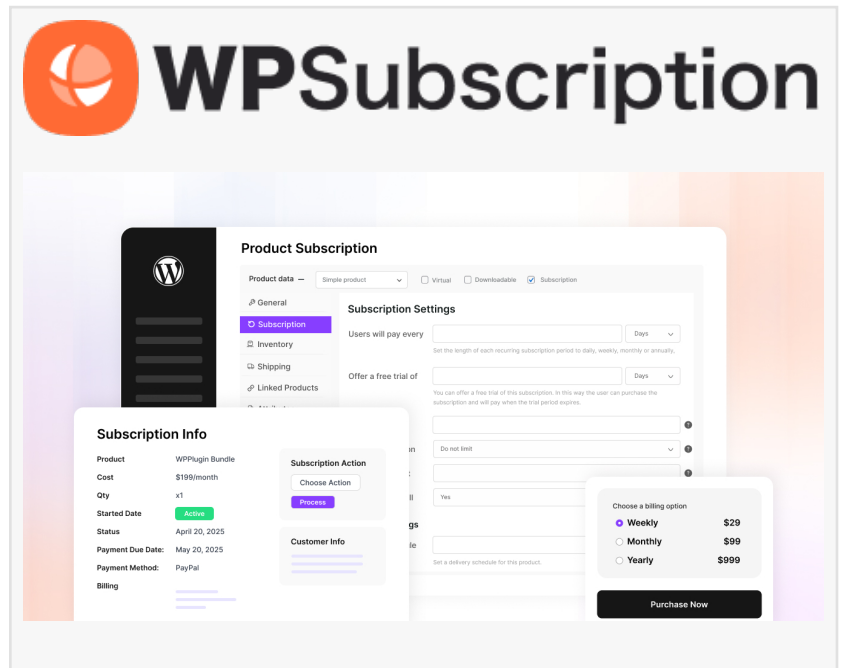 WPSubscription
Product Subscription
Product data — Simple product Virtual Downloadable Subscription
General
Subscription
Inventory
Shipping
Linked Products
Subscription Settings
Users will pay every Days
Set the length of each recurring subscription period to daily, weekly, monthly or annually,
Offer a free trial of Days
You can offer a free trial of this subscription. In this way the user can purchase the
subscription and will pay when the trial period expires.
Do not limit
Yes
Set a delivery schedule for this product.
Subscription Info
Product WPPlugin Bundle
Cost $199/month
Qty x1
Started Date Active
Status April 20, 2025
Payment Due Date: May 20, 2025
Payment Method: PayPal
Billing
Subscription Action
Choose Action
Process
Customer Info
Choose a billing option
Weekly $29
Monthly $99
Yearly $999
Purchase Now